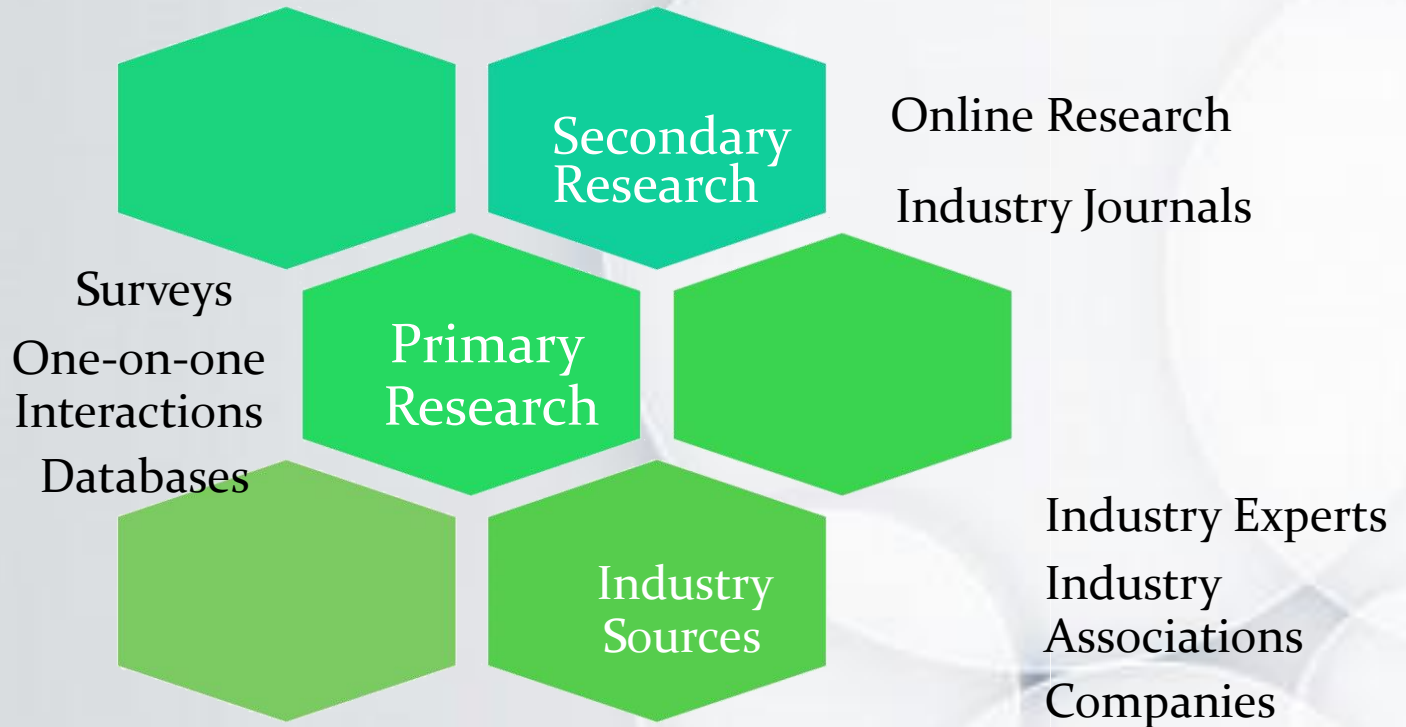 Secondary
Research
Online Research
Industry Journals
Surveys
One-on-one
Interactions
Databases
Primary
Research
Industry
Sources
Industry Experts
Industry
Associations
Companies